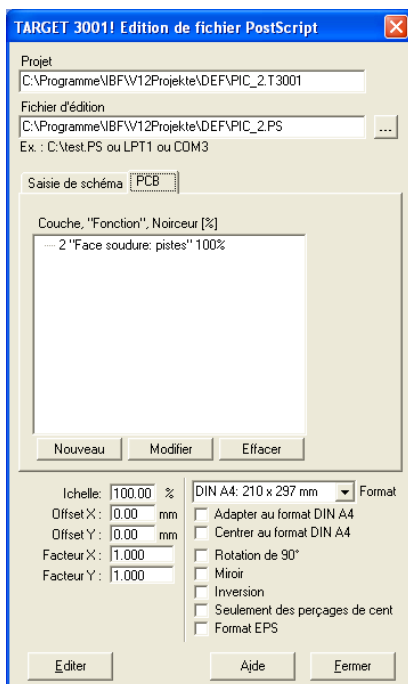 TARGET 3001! Edition de fichier PostScript
Projet
C:\Programme\IBF\V12Projekte\DEF\PIC_2.T3001
Fichier d'édition
C:\Programme\IBF\V12Projekte\DEF\PIC_2.PS
...
Ex. : C:\test.PS ou LPT1 ou COM3
Saisie de schéma PCB
Couche, "Fonction", Noirceur [%]
2 "Face soudure: pistes" 100%
Nouveau Modifier Effacer
Ichelle: 100.00 % DIN A4: 210 x 297 mm Format
Offset X : 0.00 mm Adapter au format DIN A4
Offset Y : 0.00 mm Centrer au format DIN A4
Facteur X : 1.000 Rotation de 90°
Facteur Y : 1.000 Miroir
Inversion
Seulement des perçages de cent
Format EPS
Editer Ajde Fermer